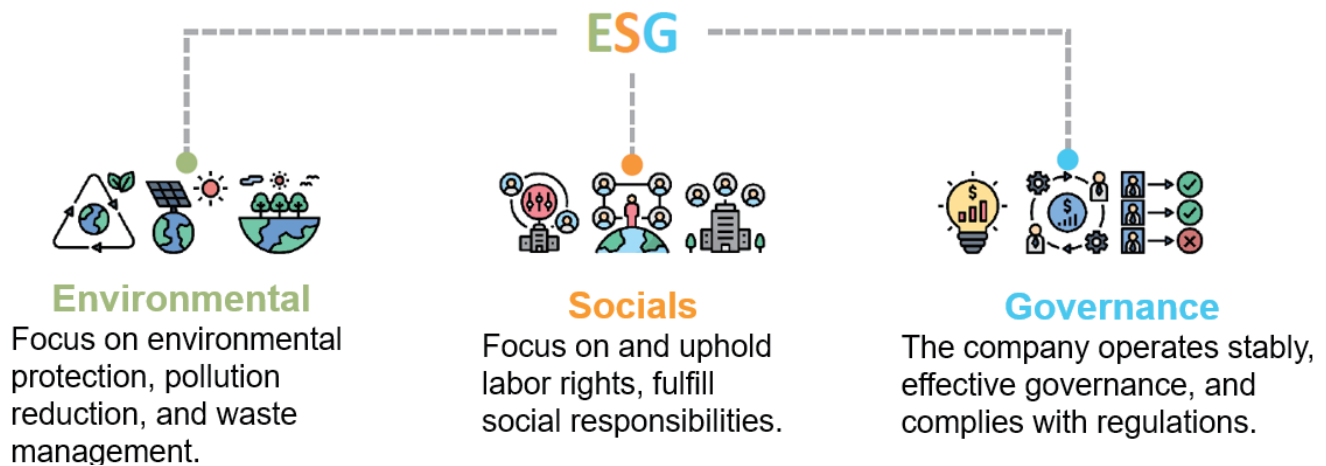 ESG
Environmental
Focus on environmental
protection, pollution
reduction, and waste
management.
Socials
Focus on and uphold
labor rights, fulfill
social responsibilities.
Governance
The company operates stably,
effective governance, and
complies with regulations.
$
$